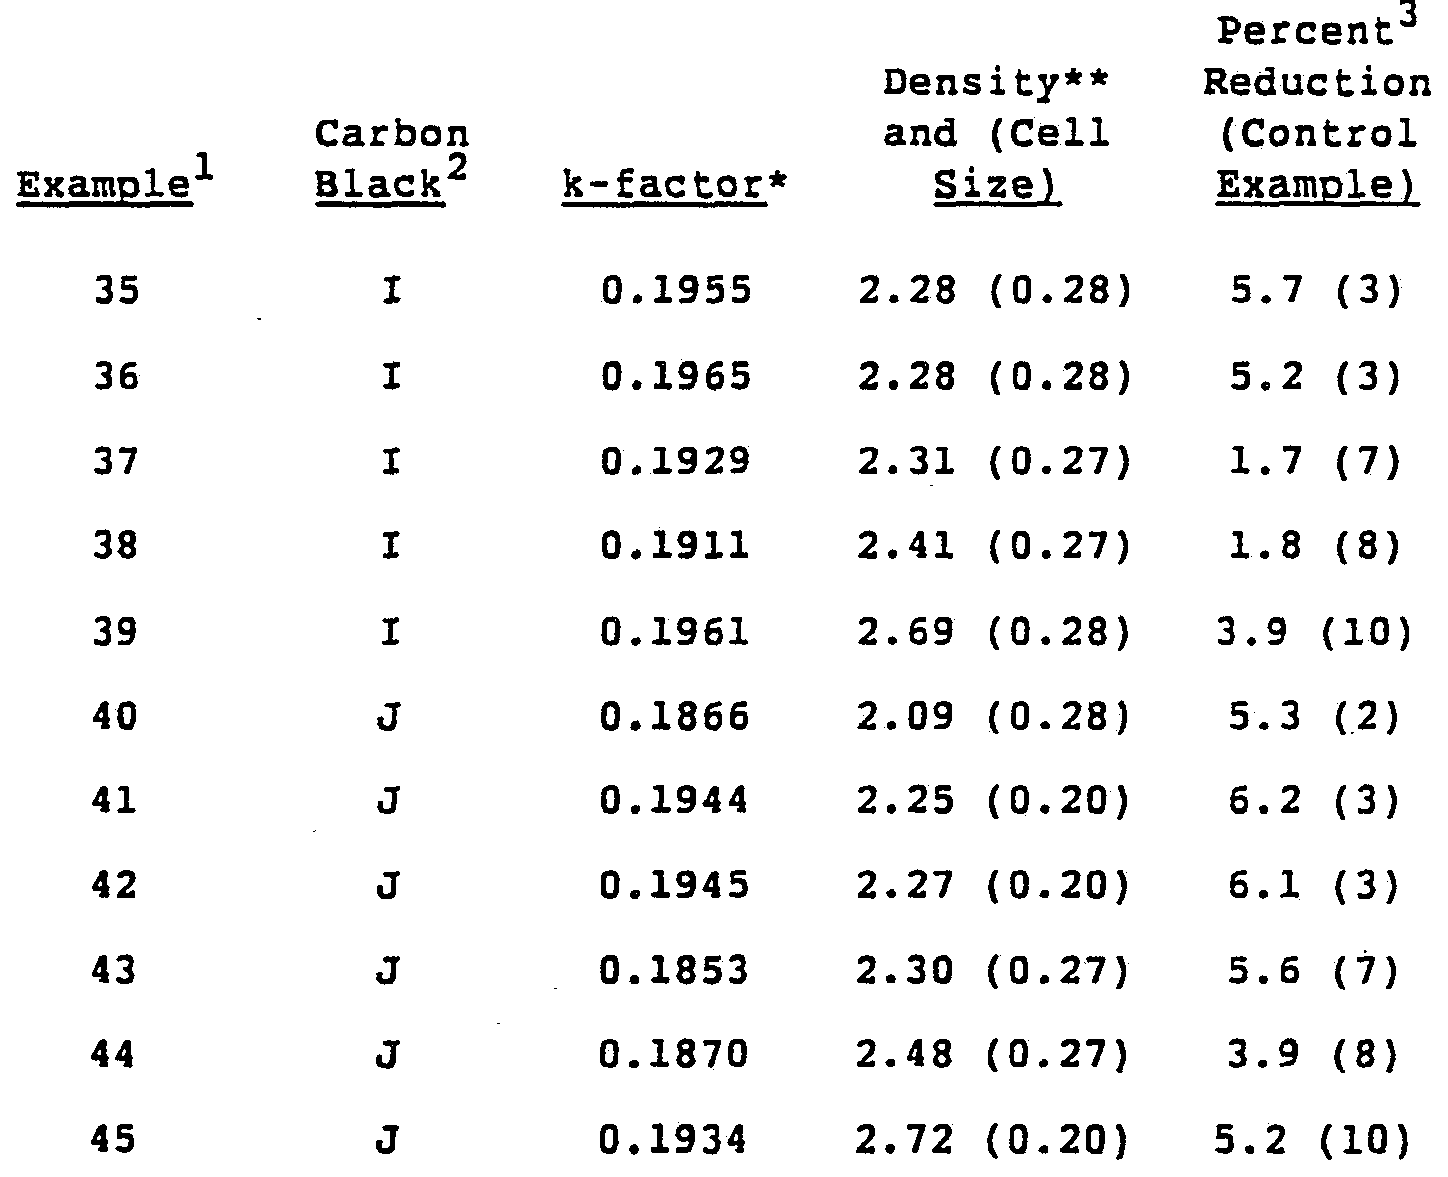 Percent3
Density** Reduction
Carbon and (Cell (Control
Example1 Black2 k-factor* Size) Example)
35 I 0.1955 2.28 (0.28) 5.7 (3)
36 I 0.1965 2.28 (0.28) 5.2 (3)
37 I 0.1929 2.31 (0.27) 1.7 (7)
38 I 0.1911 2.41 (0.27) 1.8 (8)
39 I 0.1961 2.69 (0.28) 3.9 (10)
40 J 0.1866 2.09 (0.28) 5.3 (2)
41 J 0.1944 2.25 (0.20) 6.2 (3)
42 J 0.1945 2.27 (0.20) 6.1 (3)
43 J 0.1853 2.30 (0.27) 5.6 (7)
44 J 0.1870 2.48 (0.27) 3.9 (8)
45 J 0.1934 2.72 (0.20) 5.2 (10)